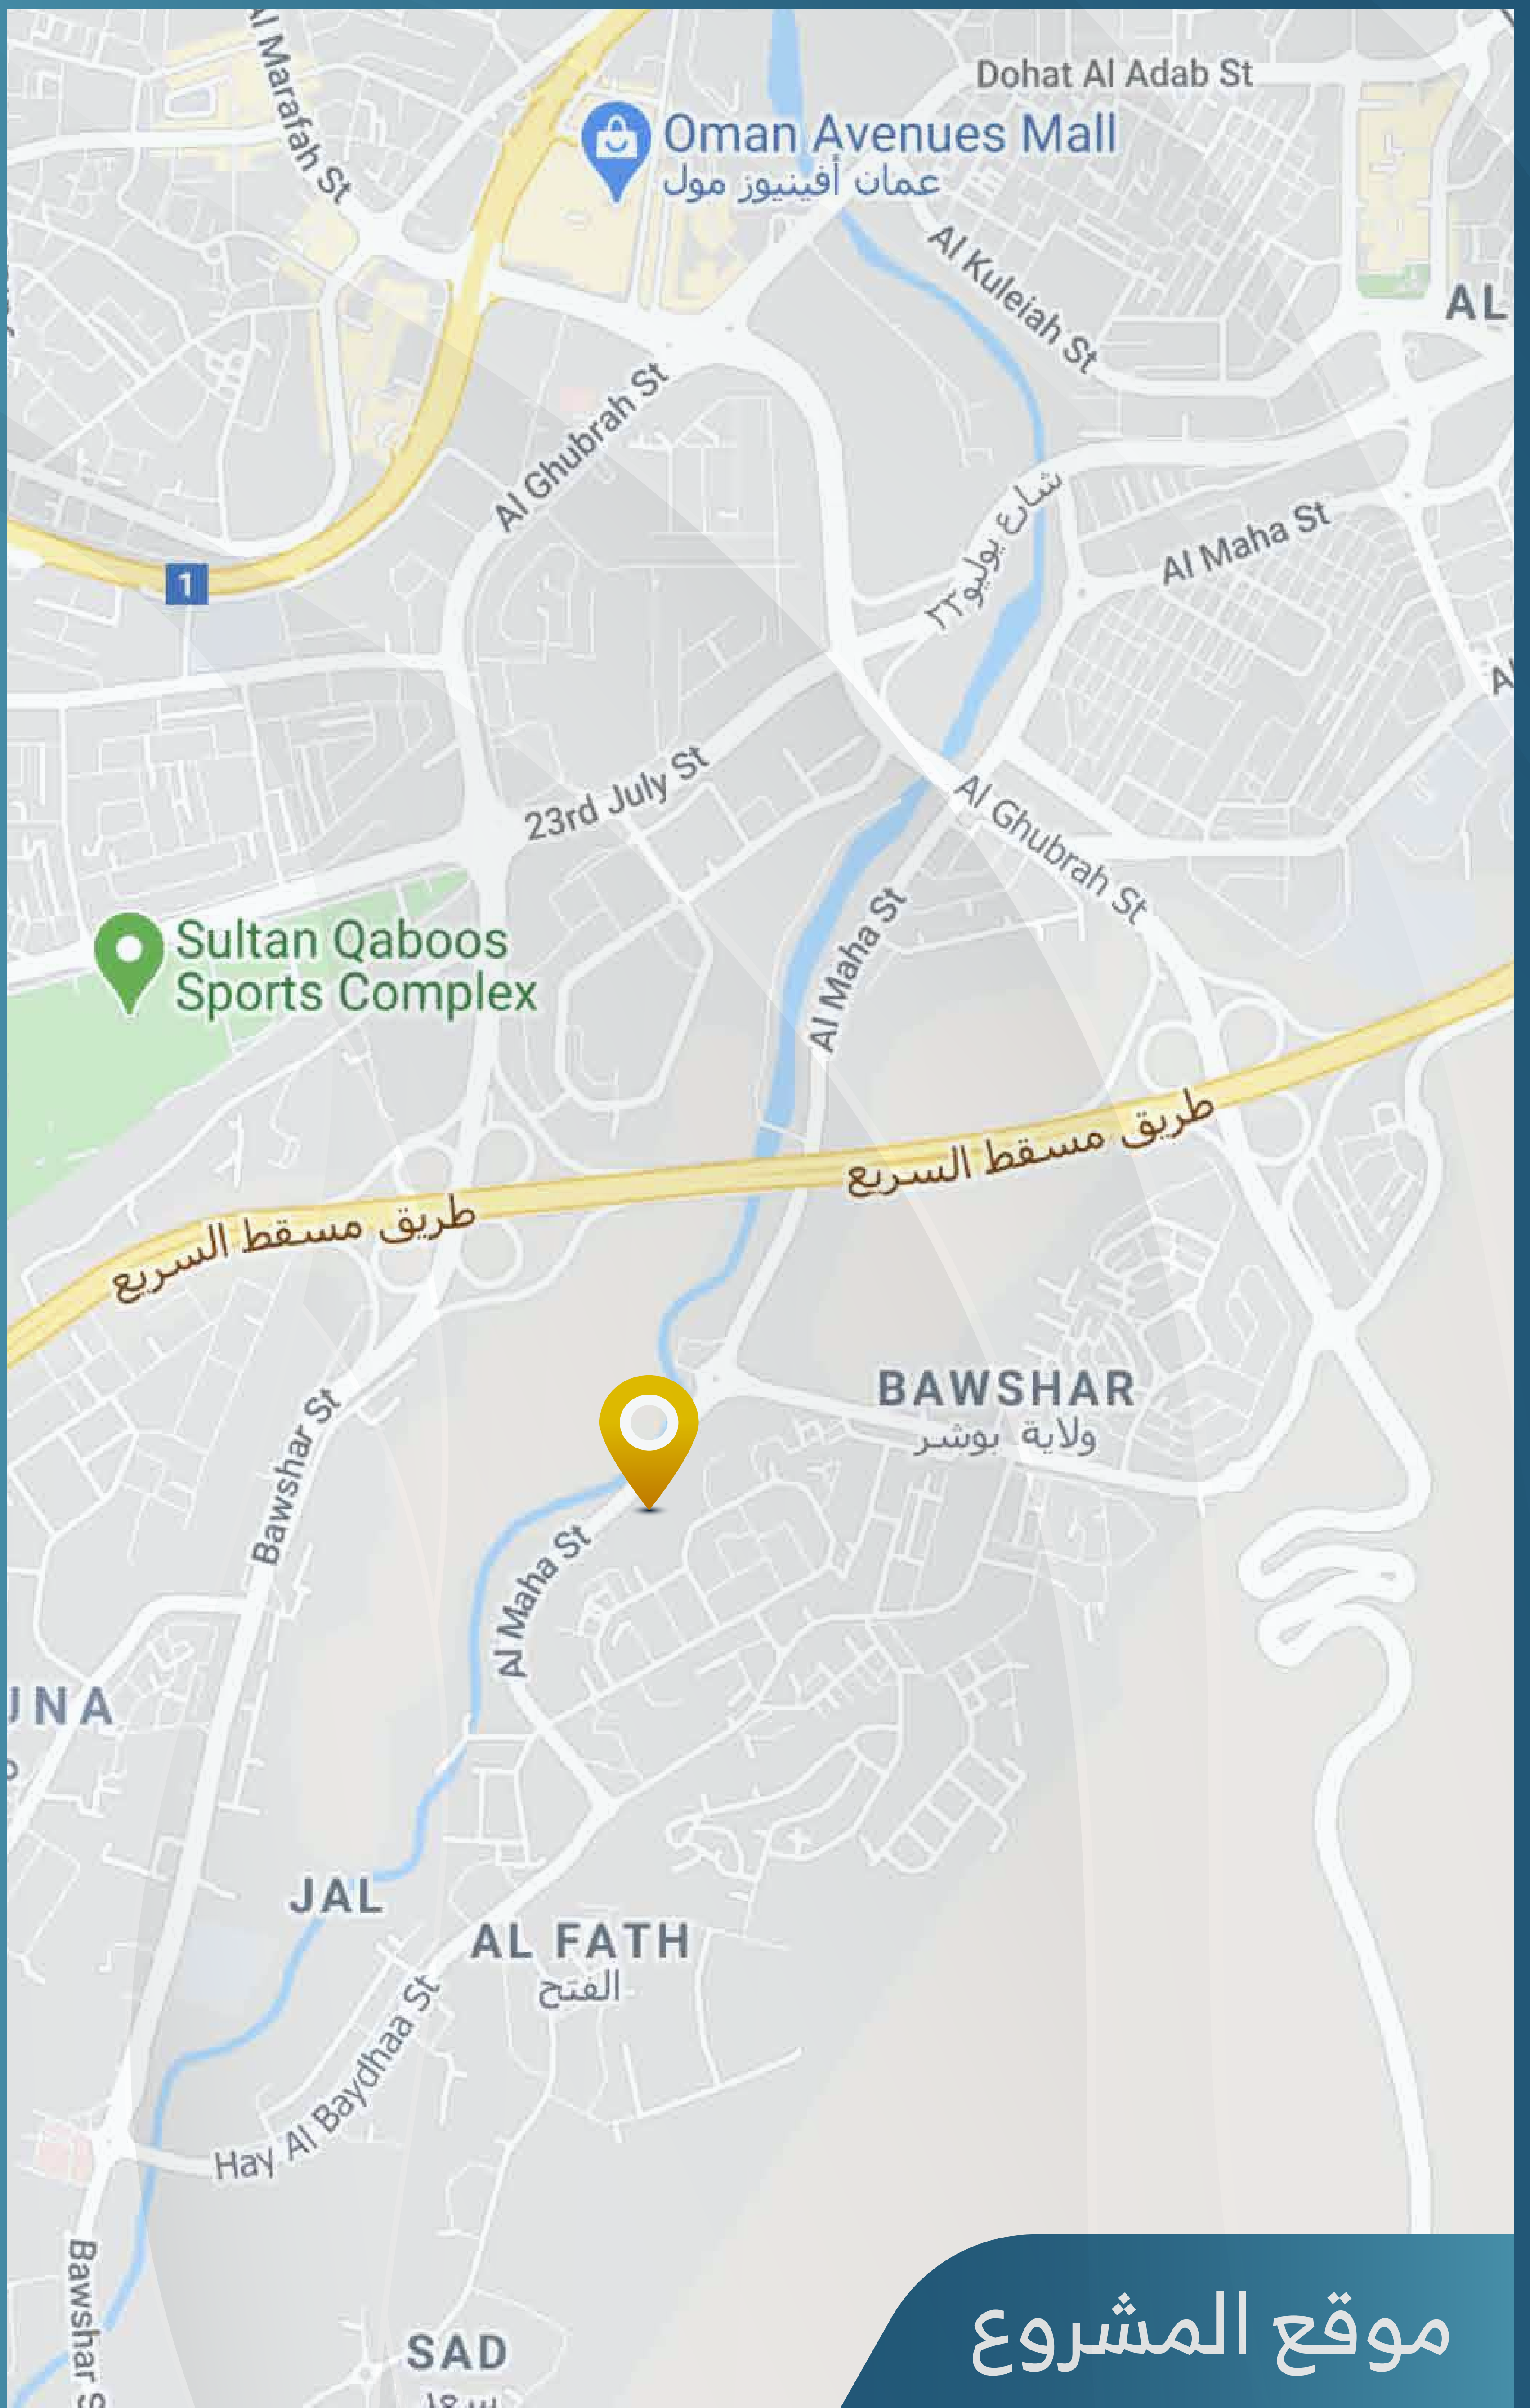 Al Marafah St
Dohat Al Adab St
Oman Avenues Mall
عمان أفينيوز مول
Al Kuleiah St
AL
Al Ghubrah St
شارع يوليو٢٣
Al Maha St
1
23rd July St
Al Ghubrah St
Al Maha St
Sultan Qaboos
Sports Complex
طريق مسقط السريع
طريق مسقط السريع
BAWSHAR
ولاية بوشر
Bawshar St
Al Maha St
UNA
JAL
AL FATH
الفتح
Hay Al Baydhaa St
Bawshar S
SAD
سعد
موقع المشروع